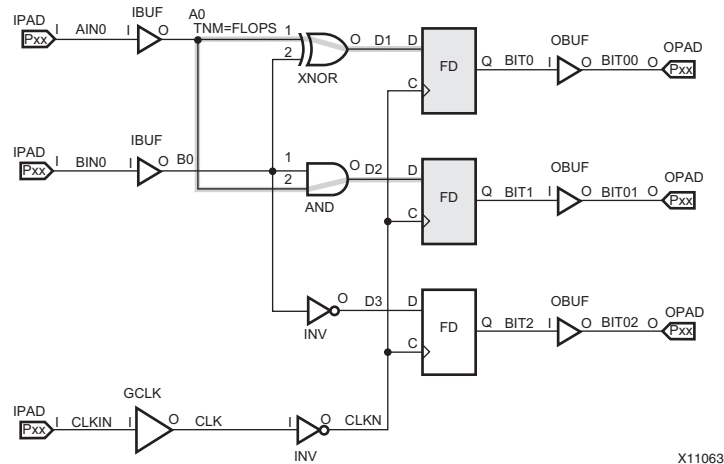 IPAD I AIN0 I IBUF O A0
TNM=FLOPS
1 2 XNOR O D1 D FD C Q BIT0 I OBUF O BIT00 O OPAD
Pxx Pxx
IPAD I BIN0 I IBUF O B0
1 2 AND O D2 D FD C Q BIT1 I OBUF O BIT01 O OPAD
Pxx Pxx
INV O D3 D FD C Q BIT2 I OBUF O BIT02 O OPAD
Pxx
IPAD I CLKIN I GCLK O CLK I INV O CLKN
Pxx
X11063